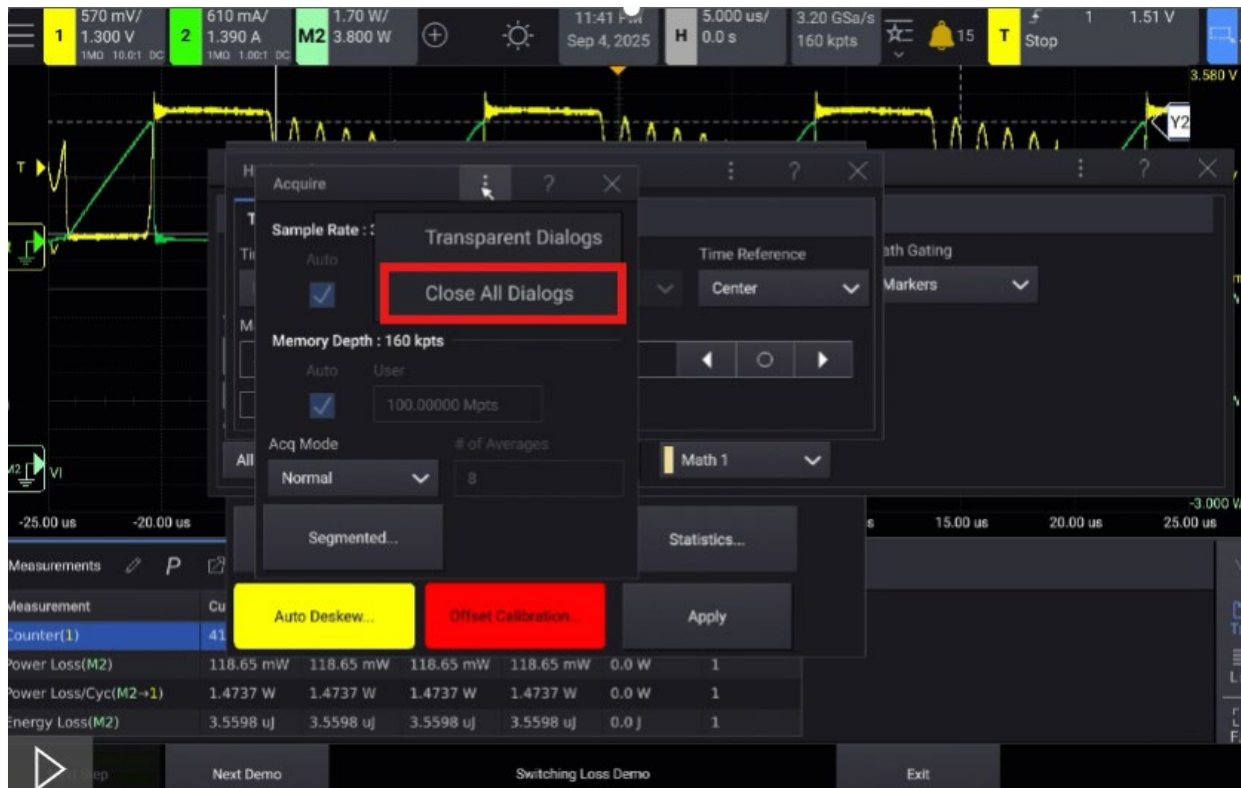 570 mV/ 610 mA/ 1.70 W/ 11:41 PM 5.000 us/ 3.20 GSa/s 1 1.51 V
1 1.300 V 2 1.390 A M2 3.800 W Sep 4, 2025 H 0.0 s 160 kpts 15 T Stop
1MΩ 10.0:1 DC 1MΩ 1.00:1 DC
3.580 V
Y2
T
Acquire ?
? ?
Sample Rate :
Transparent Dialogs
Auto
Close All Dialogs
Time Reference
Center
Math Gating
Markers
Memory Depth : 160 kpts
Auto User
100.00000 Mpts
Acq Mode # of Averages
Normal 8
All
Math 1
M2 VI
-3.000 W
-25.00 us -20.00 us 15.00 us 20.00 us 25.00 us
Segmented... Statistics...
Measurements P
Measurement Cu
Counter(1) 41
Auto Deskew... Offset Calibration... Apply
Power Loss(M2) 118.65 mW 118.65 mW 118.65 mW 118.65 mW 0.0 W 1
Power Loss/Cyc(M2→1) 1.4737 W 1.4737 W 1.4737 W 1.4737 W 0.0 W 1
Energy Loss(M2) 3.5598 uJ 3.5598 uJ 3.5598 uJ 3.5598 uJ 0.0 J 1
Next Demo Switching Loss Demo Exit